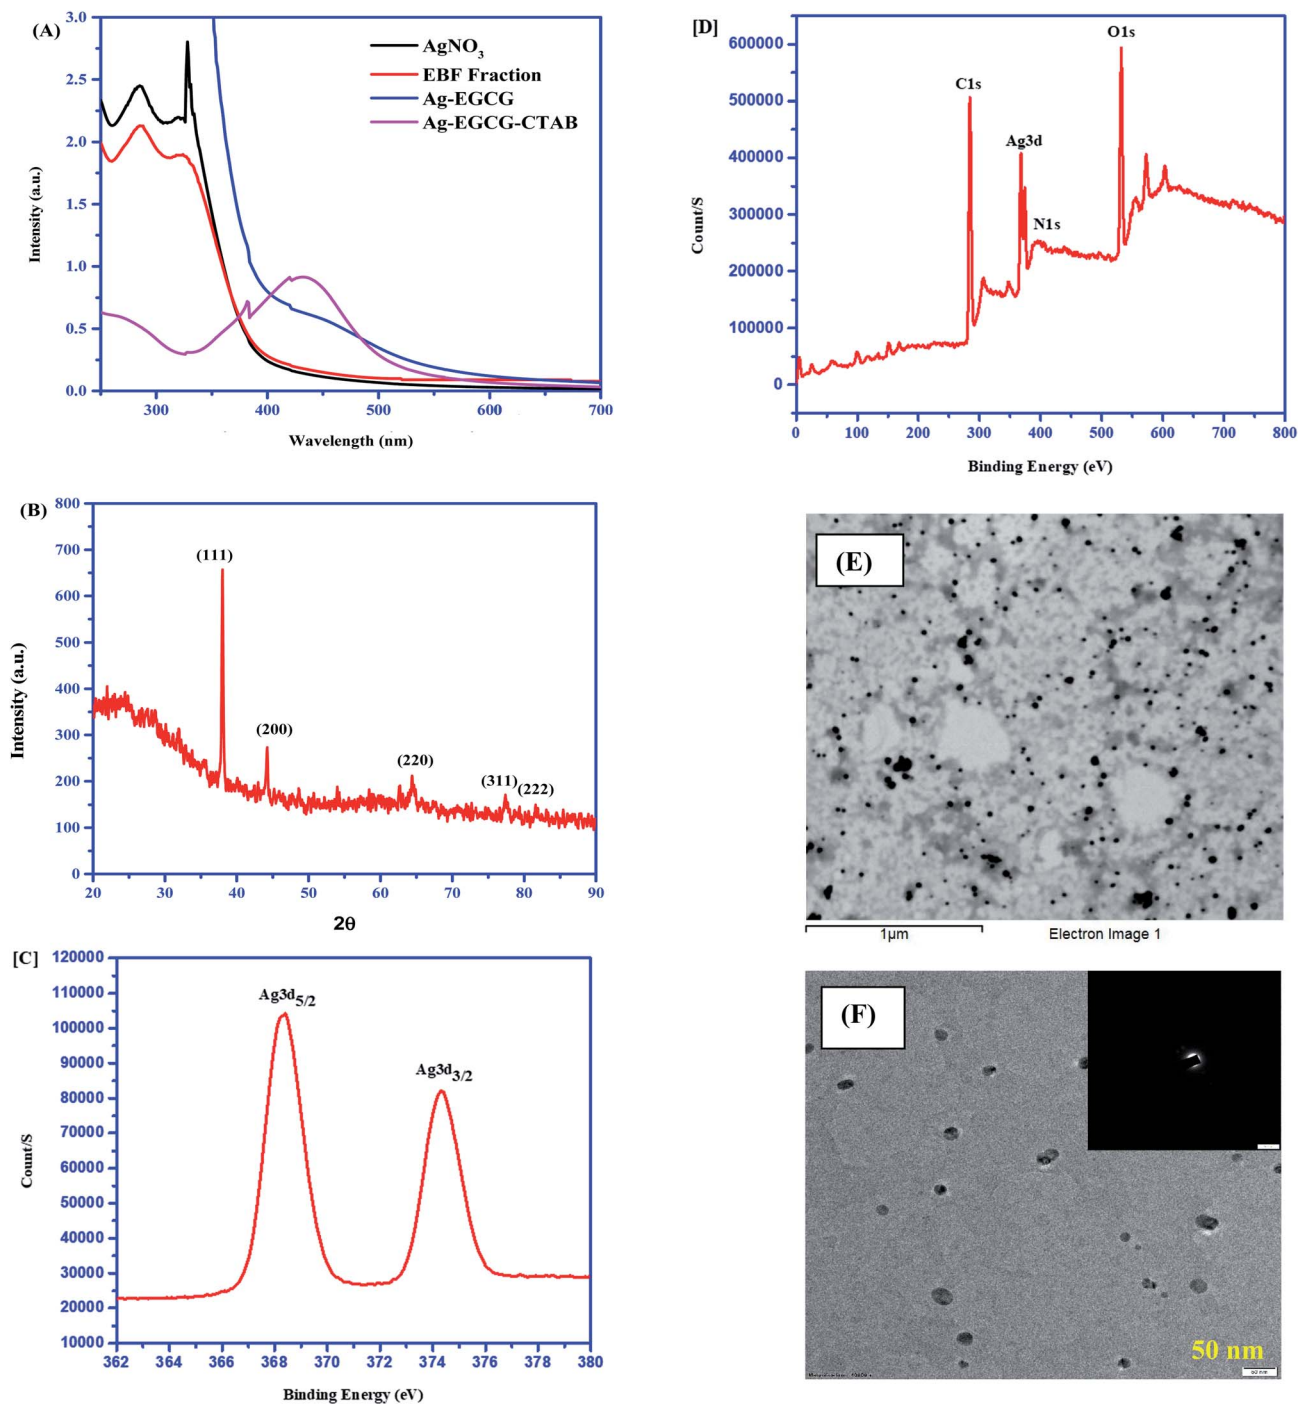 (A)
3.0
2.5
2.0
1.5
1.0
0.5
0.0
Intensity (a.u.)
AgNO3
EBF Fraction
Ag-EGCG
Ag-EGCG-CTAB
300 400 500 600 700
Wavelength (nm)
(B)
800
700
600
500
400
300
200
100
0
Intensity (a.u.)
(111)
(200)
(220)
(311)
(222)
20 30 40 50 60 70 80 90
2θ
[C]
120000
110000
100000
90000
80000
70000
60000
50000
40000
30000
20000
10000
Count/S
Ag3d5/2
Ag3d3/2
362 364 366 368 370 372 374 376 378 380
Binding Energy (eV)
[D]
600000
500000
400000
300000
200000
100000
0
Count/S
C1s
Ag3d
N1s
O1s
0 100 200 300 400 500 600 700 800
Binding Energy (eV)
(E)
1µm
Electron Image 1
(F)
50 nm
50 nm